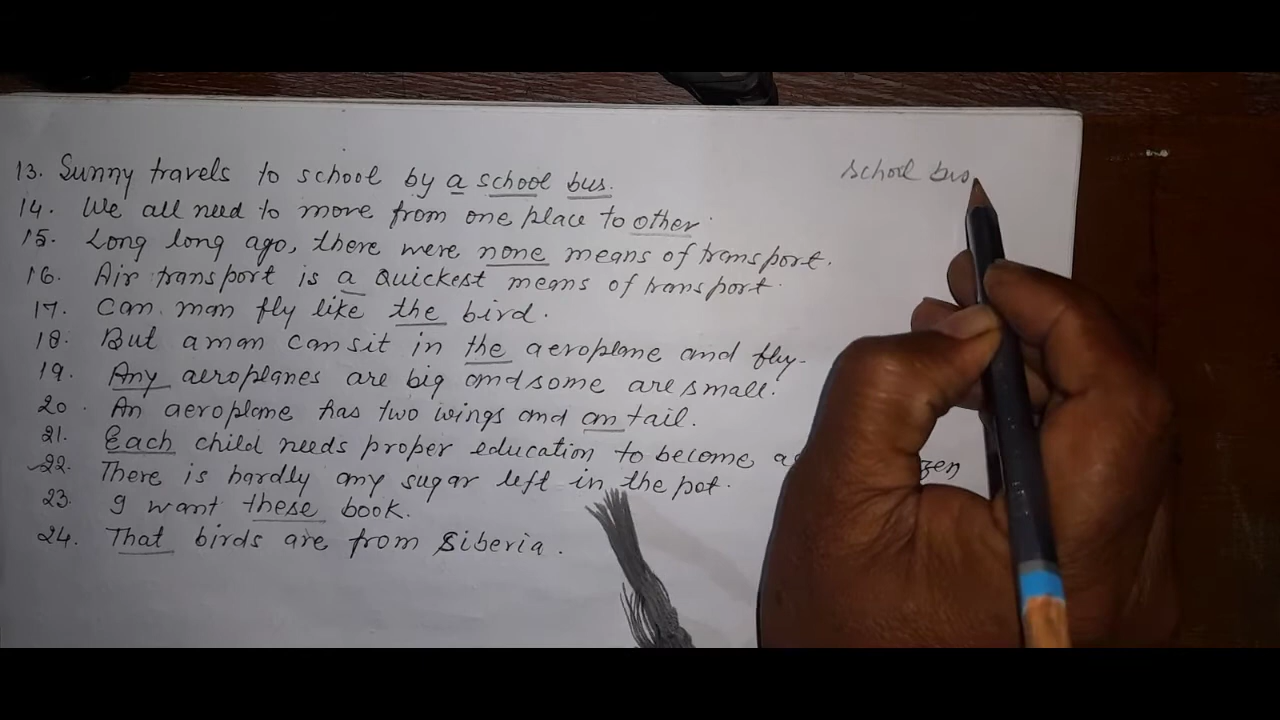 13. Sunny travels to school by a school bus. school bus
14. We all need to move from one place to other.
15. Long long ago, there were none means of transport.
16. Air transport is a quickest means of transport.
17. Can man fly like the bird.
18. But a man can sit in the aeroplane and fly.
19. Any aeroplanes are big and some are small.
20. An aeroplane has two wings and an tail.
21. Each child needs proper education to become
22. There is hardly any sugar left in the pot.
23. I want these book.
24. That birds are from Siberia.